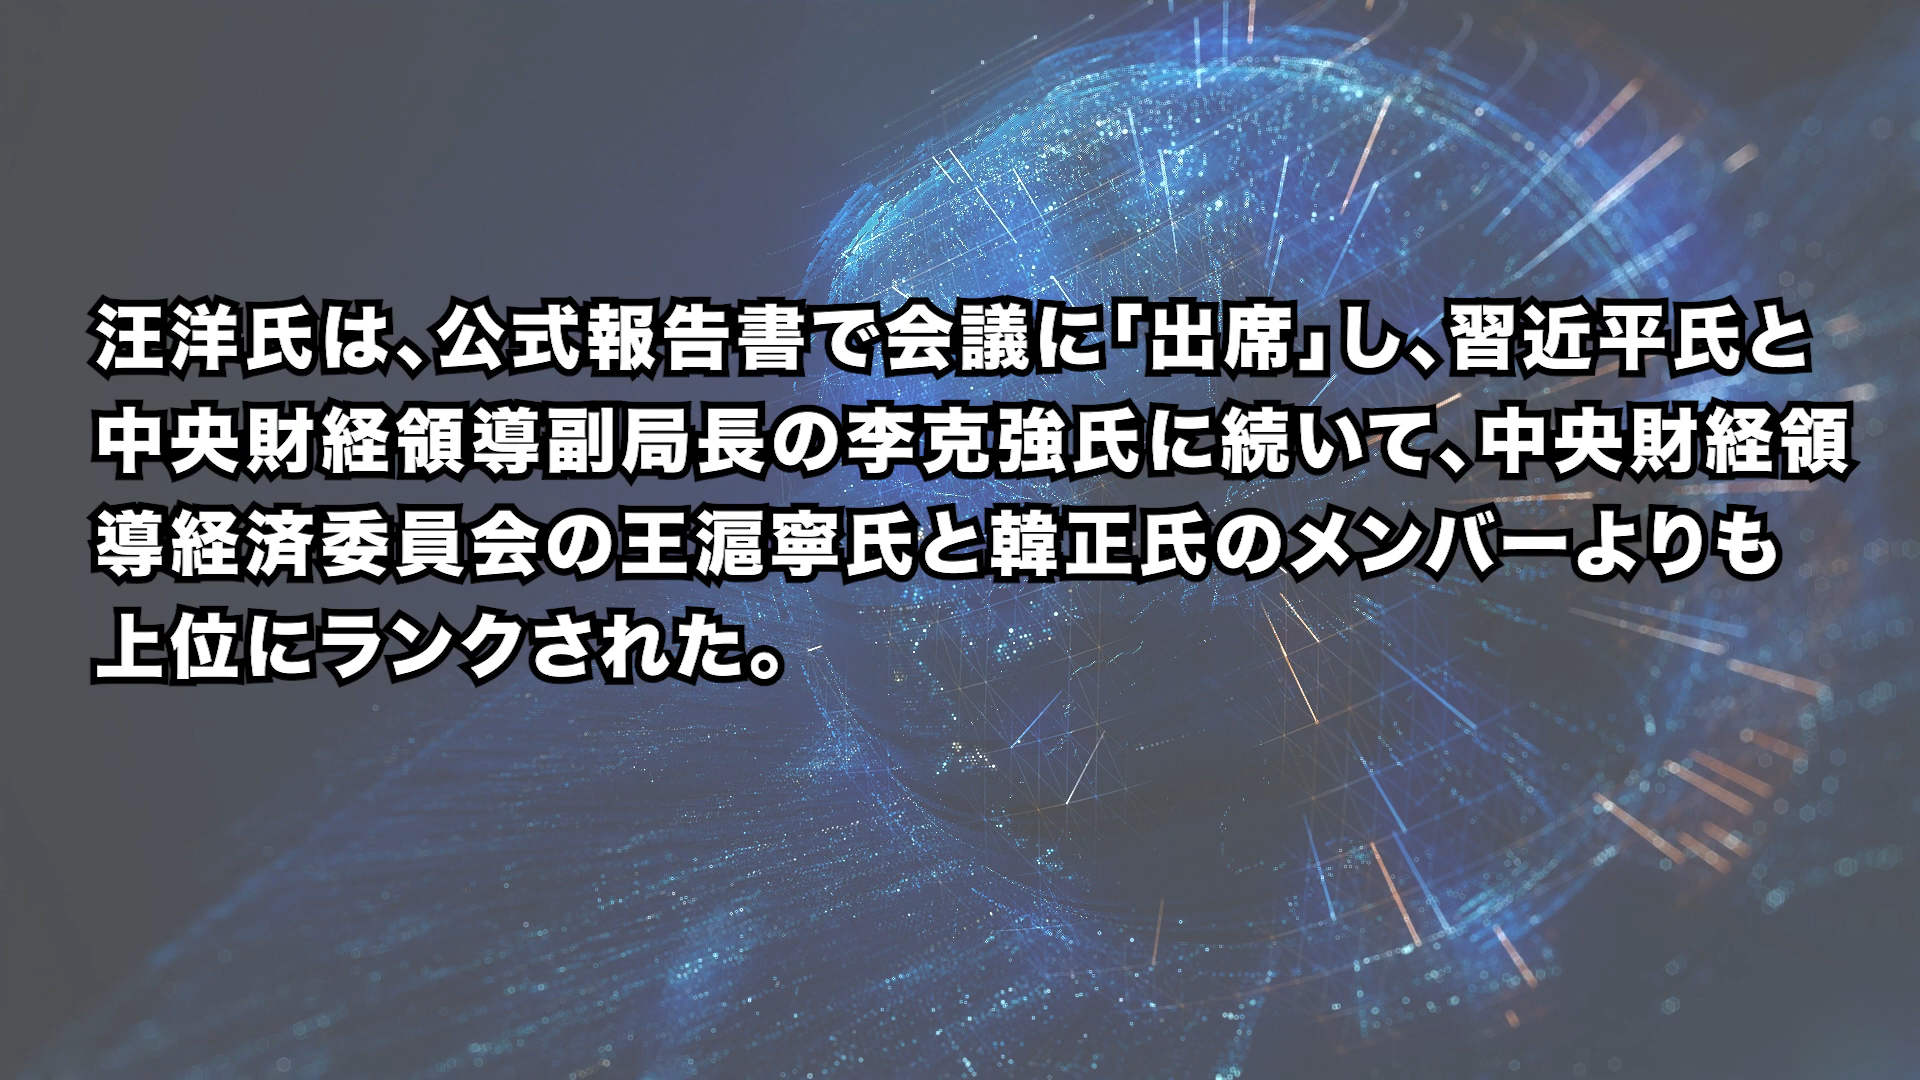 汪洋氏は、公式報告書で会議に「出席」し、習近平氏と
中央財経領導副局長の李克強氏に続いて、中央財経領
導経済委員会の王滬寧氏と韓正氏のメンバーよりも
上位にランクされた。